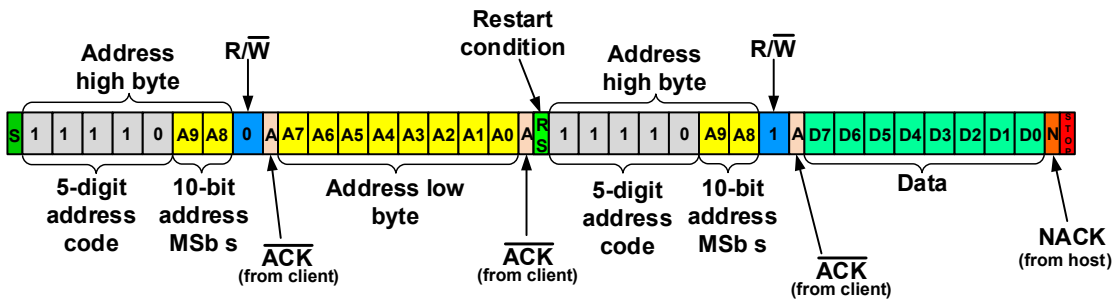 Restart
condition
Address
high byte
R/W̅
Address
high byte
R/W̅
S 1 1 1 1 0 A9 A8 0 A A7 A6 A5 A4 A3 A2 A1 A0 A RS 1 1 1 1 0 A9 A8 1 A D7 D6 D5 D4 D3 D2 D1 D0 N STOP
5-digit
address
code
10-bit
address
MSb s
A̅C̅K̅
(from client)
Address low
byte
A̅C̅K̅
(from client)
5-digit
address
code
10-bit
address
MSb s
A̅C̅K̅
(from client)
Data
NACK
(from host)